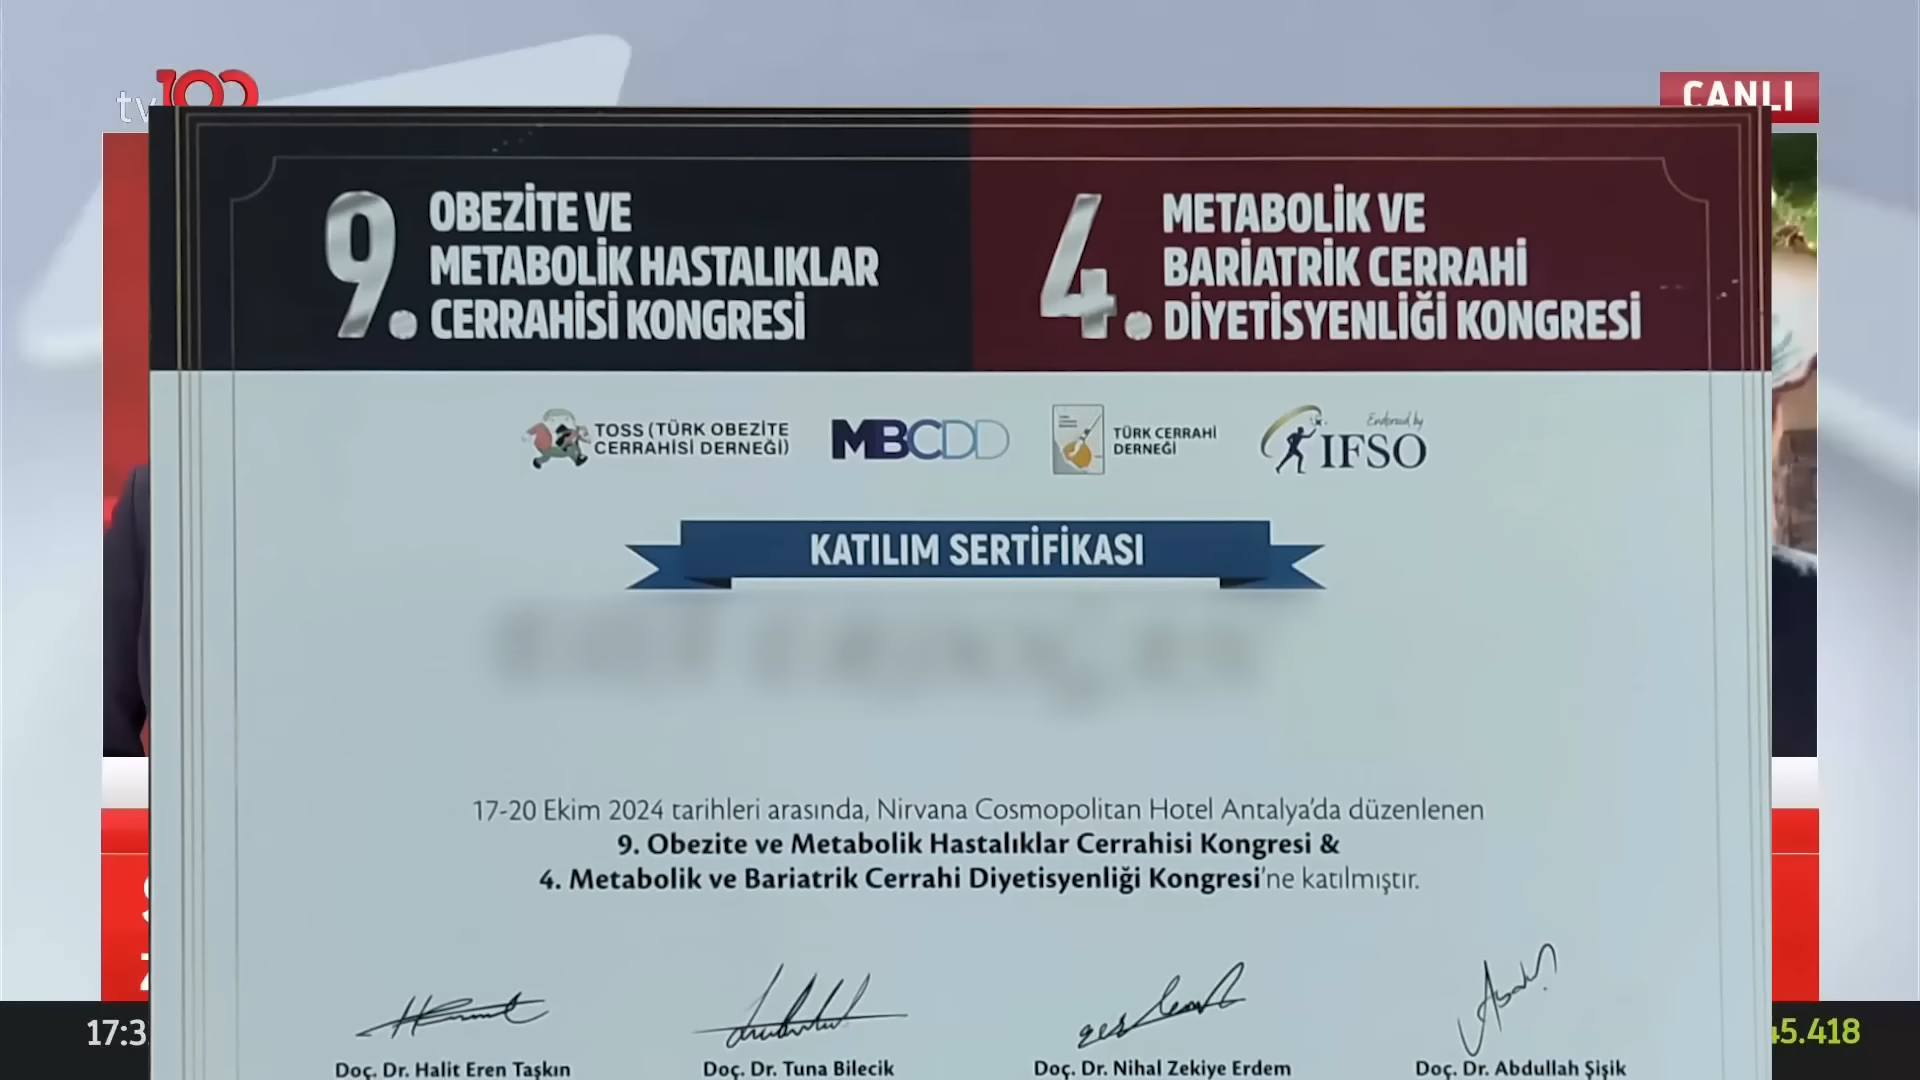 tv100
CANLI
9. OBEZİTE VE
METABOLİK HASTALIKLAR
CERRAHİSİ KONGRESİ
4. METABOLİK VE
BARİATRİK CERRAHİ
DİYETİSYENLİĞİ KONGRESİ
TOSS (TÜRK OBEZİTE
CERRAHİSİ DERNEĞİ)
MBCDD
TÜRK CERRAHİ
DERNEĞİ
Endorsed by
IFSO
KATILIM SERTİFİKASI
17-20 Ekim 2024 tarihleri arasında, Nirvana Cosmopolitan Hotel Antalya'da düzenlenen
9. Obezite ve Metabolik Hastalıklar Cerrahisi Kongresi &
4. Metabolik ve Bariatrik Cerrahi Diyetisyenliği Kongresi'ne katılmıştır.
Doç. Dr. Halit Eren Taşkın
Doç. Dr. Tuna Bilecik
Doç. Dr. Nihal Zekiye Erdem
Doç. Dr. Abdullah Şişik
17:3
45.418